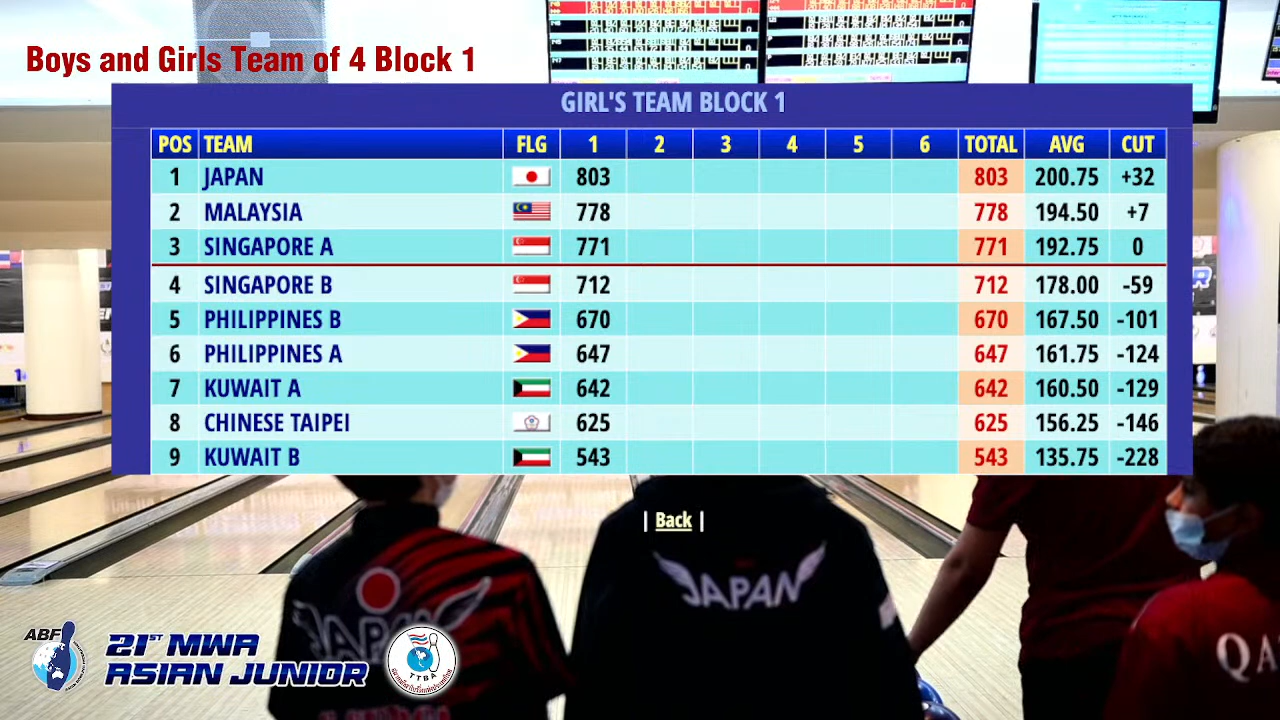 Boys and Girls Team of 4 Block 1
GIRL'S TEAM BLOCK 1
POS TEAM FLG 1 2 3 4 5 6 TOTAL AVG CUT
1 JAPAN 803 803 200.75 +32
2 MALAYSIA 778 778 194.50 +7
3 SINGAPORE A 771 771 192.75 0
4 SINGAPORE B 712 712 178.00 -59
5 PHILIPPINES B 670 670 167.50 -101
6 PHILIPPINES A 647 647 161.75 -124
7 KUWAIT A 642 642 160.50 -129
8 CHINESE TAIPEI 625 625 156.25 -146
9 KUWAIT B 543 543 135.75 -228
| Back |
JAPAN
JAPAN
QA
ABF
21ST MWA
ASIAN JUNIOR
TTBA